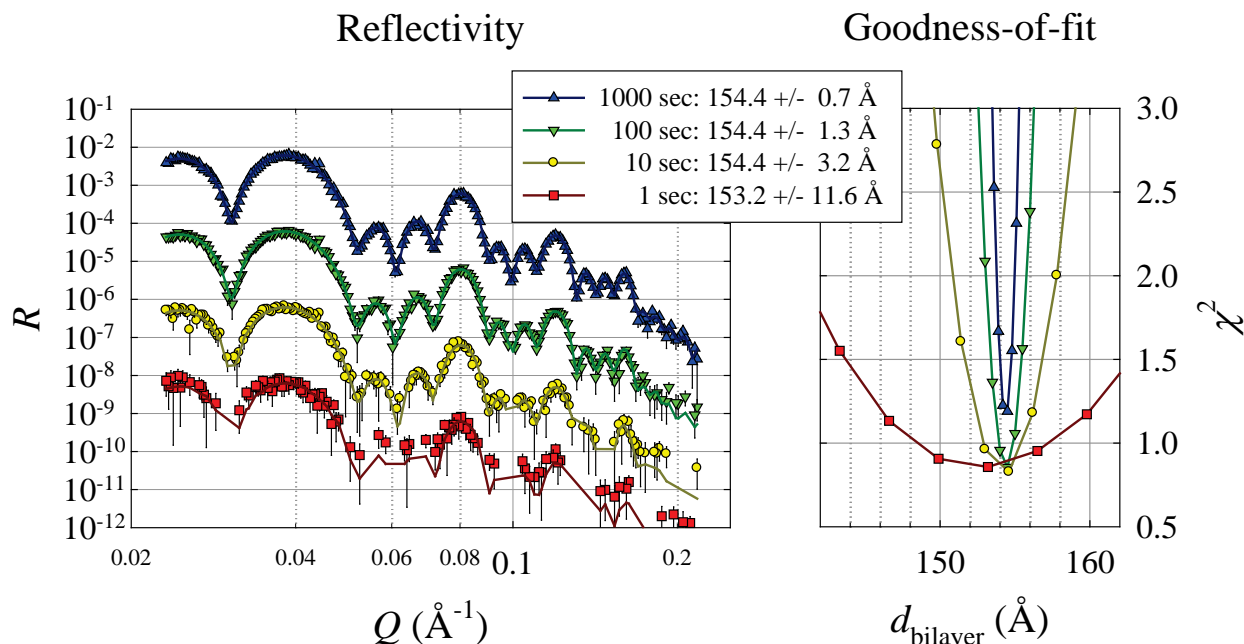 Reflectivity
Goodness-of-fit
1000 sec: 154.4 +/- 0.7 Å
100 sec: 154.4 +/- 1.3 Å
10 sec: 154.4 +/- 3.2 Å
1 sec: 153.2 +/- 11.6 Å
R
10⁻¹
10⁻²
10⁻³
10⁻⁴
10⁻⁵
10⁻⁶
10⁻⁷
10⁻⁸
10⁻⁹
10⁻¹⁰
10⁻¹¹
10⁻¹²
0.02 0.04 0.06 0.08 0.1 0.2
Q (Å⁻¹)
3.0
2.5
2.0
1.5
1.0
0.5
χ²
150 160
d_bilayer (Å)